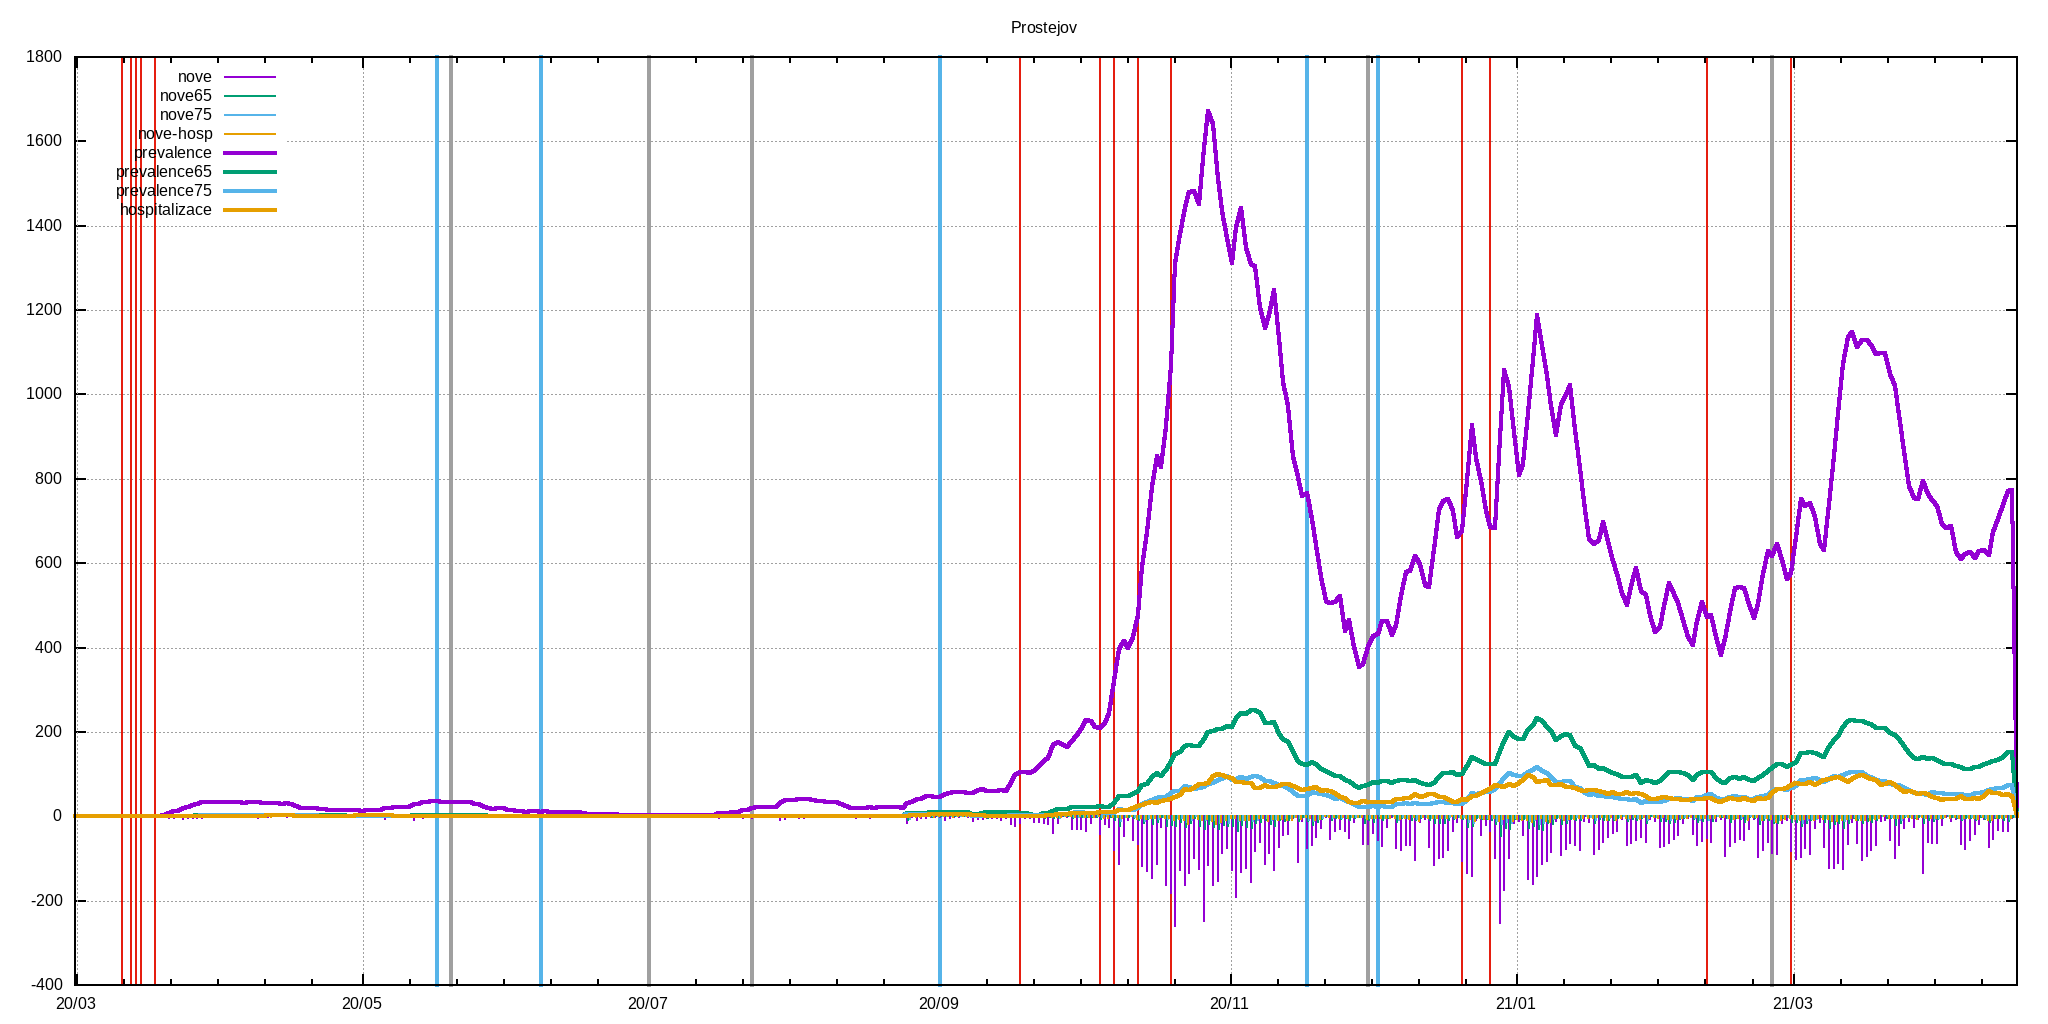 Prostejov
1800
1600
1400
1200
1000
800
600
400
200
0
-200
-400
nove
nove65
nove75
nove-hosp
prevalence
prevalence65
prevalence75
hospitalizace
20/03 20/05 20/07 20/09 20/11 21/01 21/03